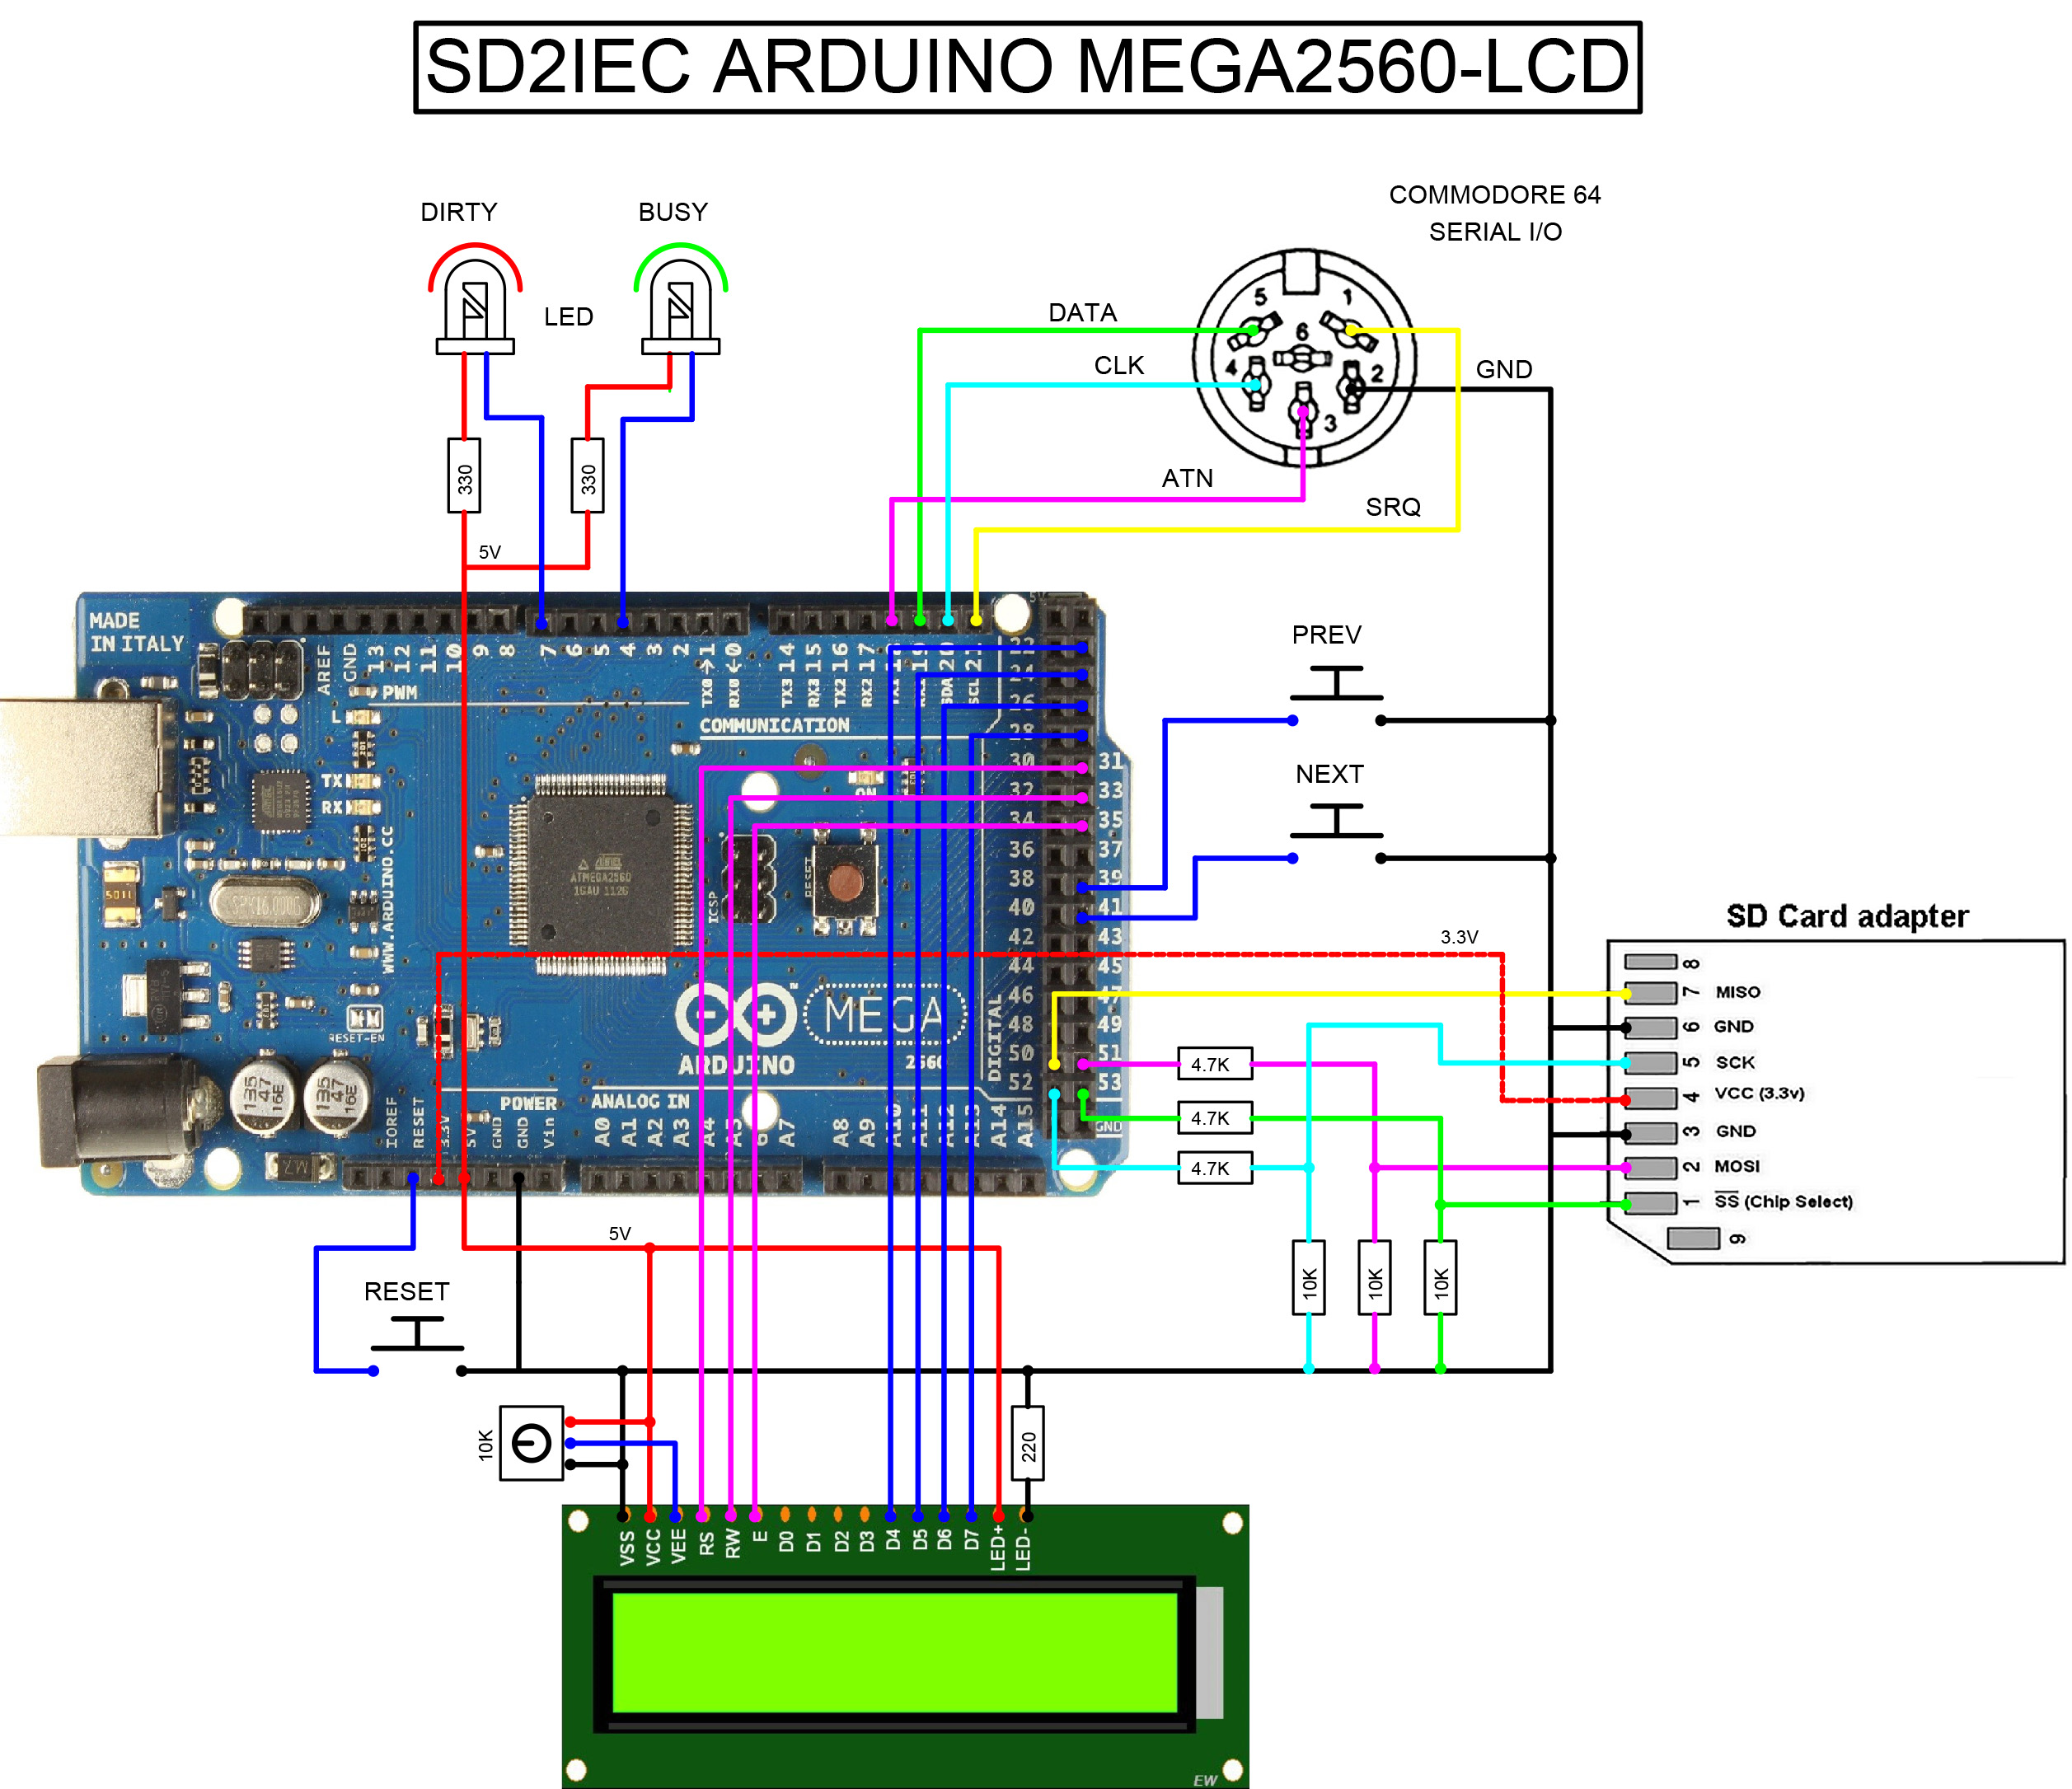 SD2IEC ARDUINO MEGA2560-LCD
COMMODORE 64
SERIAL I/O
DIRTY
BUSY
LED
DATA
CLK
ATN
GND
SRQ
5
1
6
4
2
3
330
330
5V
MADE
IN ITALY
AREF
GND
13
12
11
10
9
8
7
6
5
4
3
2
TX0→1
RX0←0
TX3 14
RX3 15
TX2 16
RX2 17
PWM
COMMUNICATION
L
TX
RX
ON
WWW.ARDUINO.CC
ATMEGA2560
16AU 1126
ICSP
RESET
30 31
32 33
34 35
36 37
38 39
40 41
42 43
44 45
46 47
48 49
50 51
52 53
GND
DIGITAL
ARDUINO
MEGA
2560
RESET-EN
135
47
16E
135
47
16E
M7
IOREF
RESET
3.3V
5V
GND
GND
Vin
POWER
ANALOG IN
A0
A1
A2
A3
A4
A5
6
A7
A8
A9
A10
A11
A12
A13
A14
A15
PREV
NEXT
SD Card adapter
3.3V
8
7 MISO
6 GND
5 SCK
4 VCC (3.3v)
3 GND
2 MOSI
1 SS (Chip Select)
9
4.7K
4.7K
4.7K
10K
10K
10K
5V
RESET
10K
220
VSS
VCC
VEE
RS
RW
E
D0
D1
D2
D3
D4
D5
D6
D7
LED+
LED-
EW